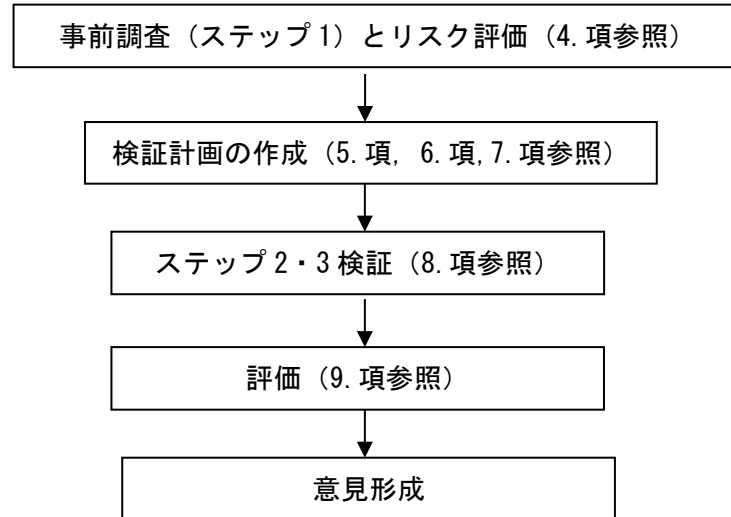 事前調査（ステップ1）とリスク評価（4.項参照）
検証計画の作成（5.項, 6.項,7.項参照）
ステップ2・3検証（8.項参照）
評価（9.項参照）
意見形成